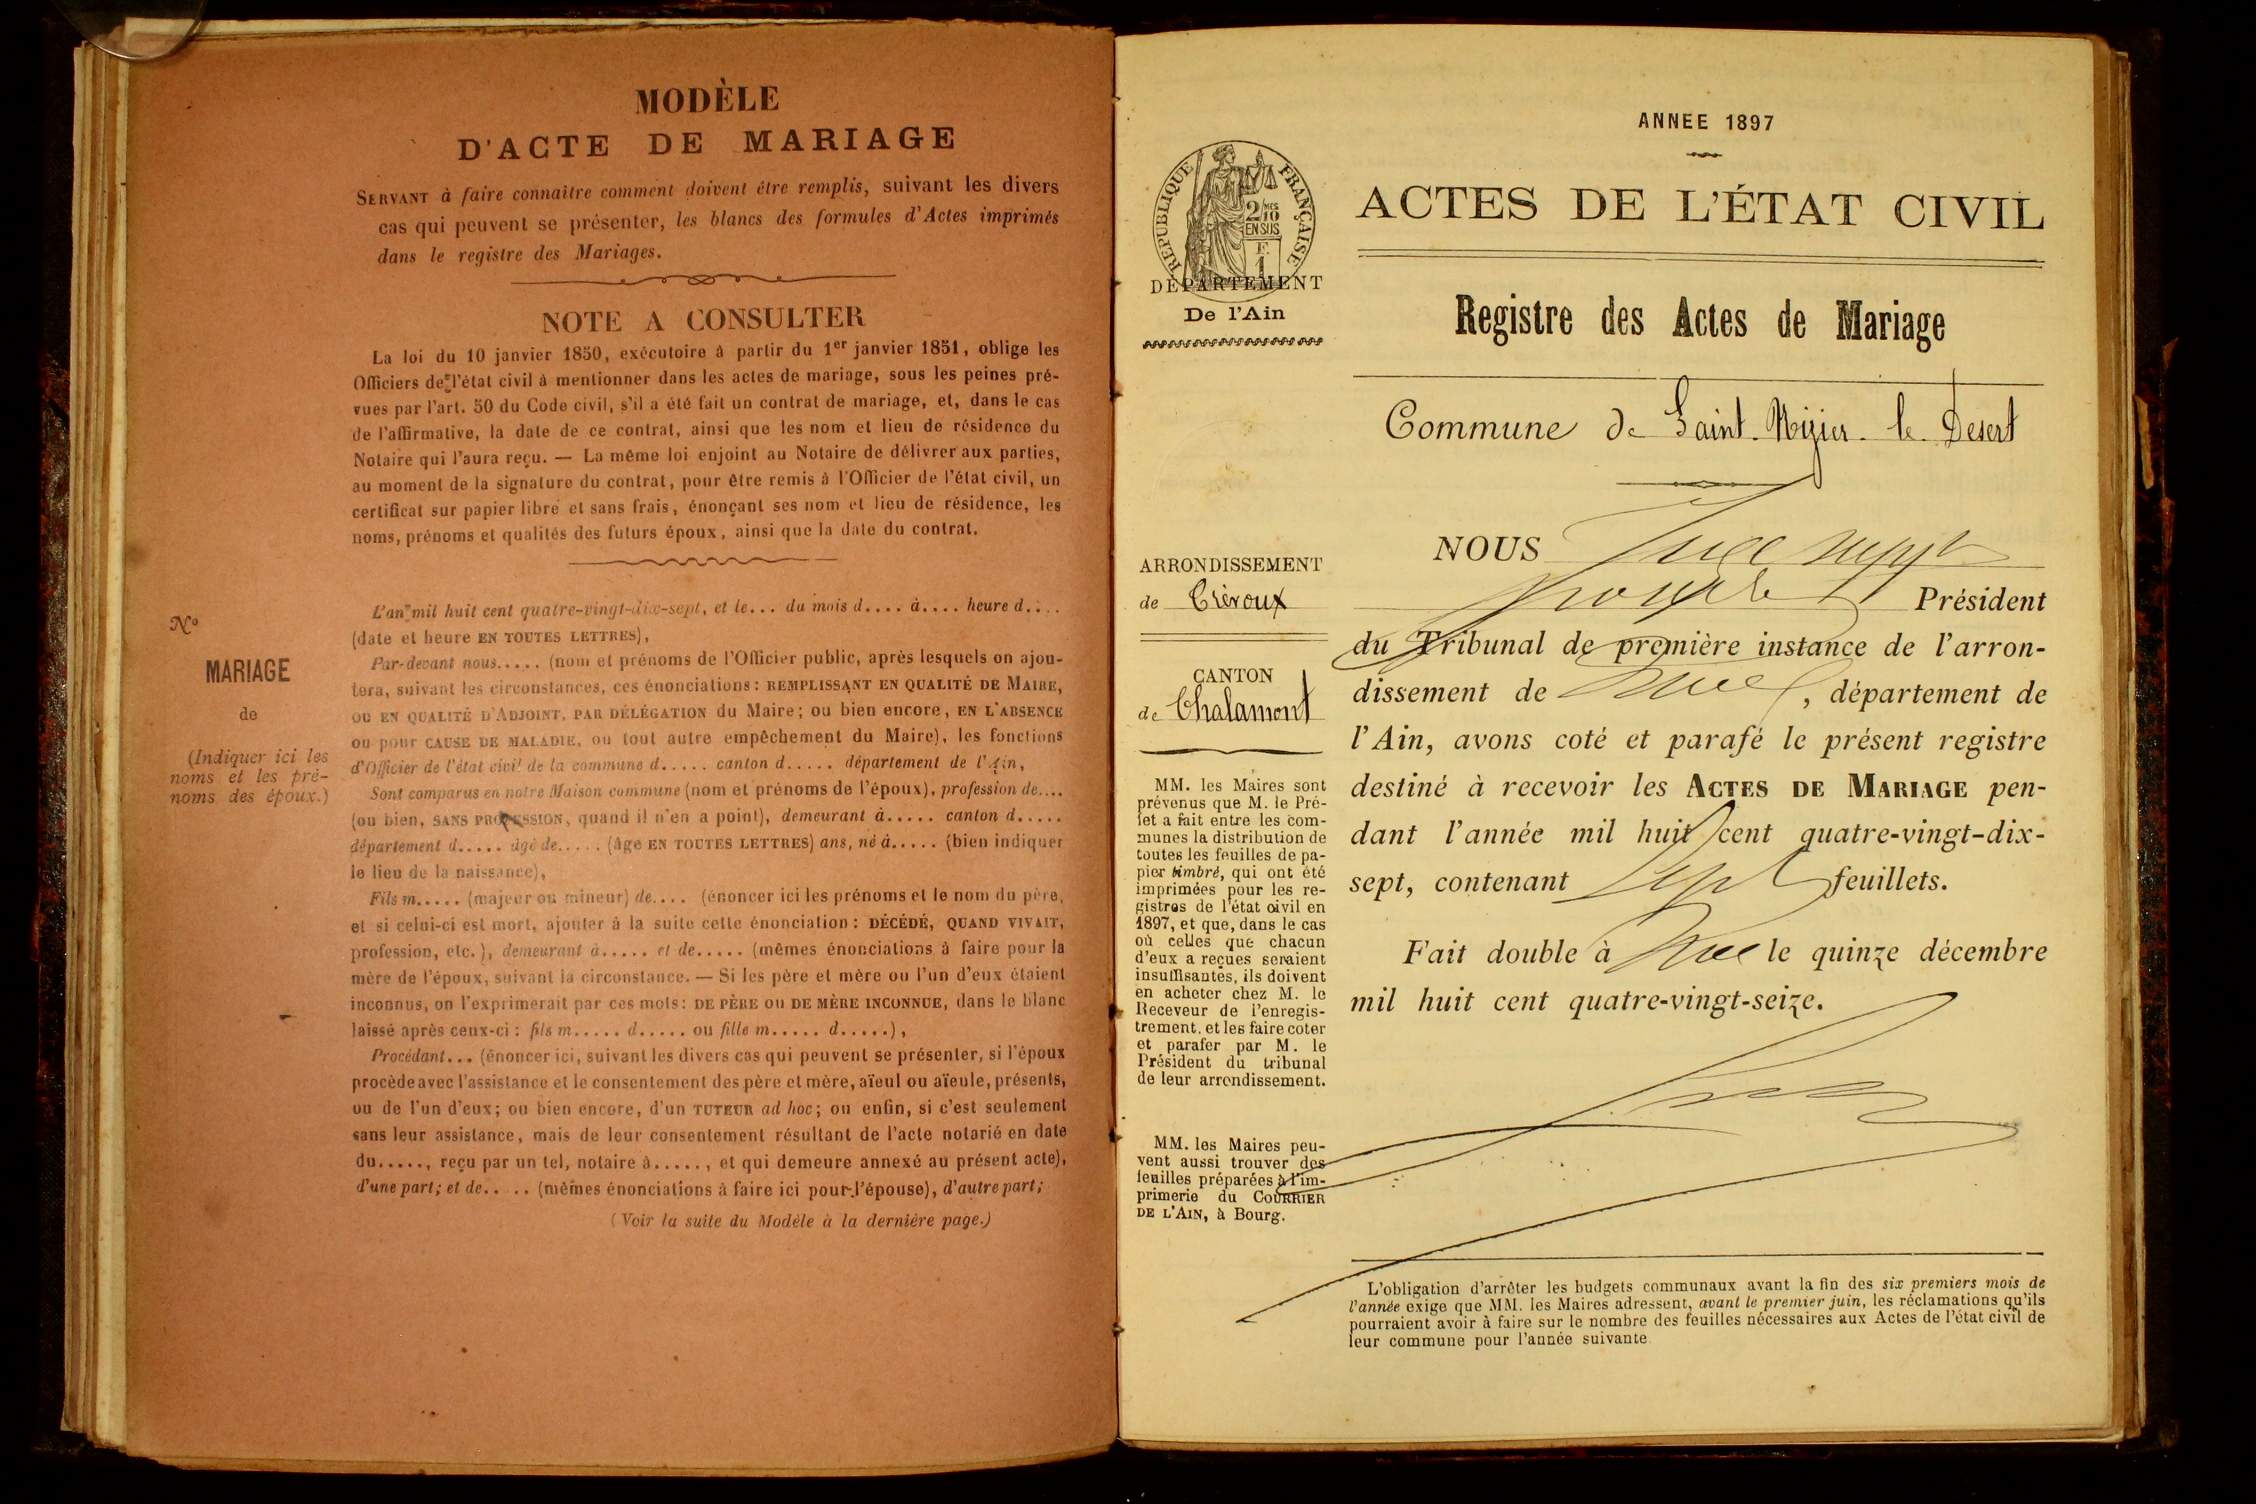 MODÈLE
D'ACTE DE MARIAGE
SERVANT à faire connaître comment doivent être remplis, suivant les divers
cas qui peuvent se présenter, les blancs des formules d'Actes imprimés
dans le registre des Mariages.
NOTE A CONSULTER
La loi du 10 janvier 1850, exécutoire à partir du 1er janvier 1851, oblige les
Officiers de l'état civil à mentionner dans les actes de mariage, sous les peines pré-
vues par l'art. 50 du Code civil, s'il a été fait un contrat de mariage, et, dans le cas
de l'affirmative, la date de ce contrat, ainsi que les nom et lieu de résidence du
Notaire qui l'aura reçu. — La même loi enjoint au Notaire de délivrer aux parties,
au moment de la signature du contrat, pour être remis à l'Officier de l'état civil, un
certificat sur papier libre et sans frais, énonçant ses nom et lieu de résidence, les
noms, prénoms et qualités des futurs époux, ainsi que la date du contrat.
No
MARIAGE
de
(Indiquer ici les
noms et les pré-
noms des époux.)
L'an mil huit cent quatre-vingt-dix-sept, et le... du mois d.... à.... heure d....
(date et heure EN TOUTES LETTRES),
Par-devant nous..... (nom et prénoms de l'Officier public, après lesquels on ajou-
tera, suivant les circonstances, ces énonciations : REMPLISSANT EN QUALITÉ DE MAIRE,
OU EN QUALITÉ D'ADJOINT, PAR DÉLÉGATION du Maire; ou bien encore, EN L'ABSENCE
ou pour CAUSE DE MALADIE, ou tout autre empêchement du Maire), les fonctions
d'Officier de l'état civil de la commune d..... canton d..... département de l'Ain,
Sont comparus en notre Maison commune (nom et prénoms de l'époux), profession de....
(ou bien, SANS PROFESSION, quand il n'en a point), demeurant à..... canton d.....
département d..... âgé de..... (âge EN TOUTES LETTRES) ans, né à..... (bien indiquer
le lieu de la naissance),
Fils m..... (majeur ou mineur) de.... (énoncer ici les prénoms et le nom du père,
et si celui-ci est mort, ajouter à la suite cette énonciation : DÉCÉDÉ, QUAND VIVAIT,
profession, etc.), demeurant à..... et de..... (mêmes énonciations à faire pour la
mère de l'époux, suivant la circonstance. — Si les père et mère ou l'un d'eux étaient
inconnus, on l'exprimerait par ces mots : DE PÈRE ou DE MÈRE INCONNUE, dans le blanc
laissé après ceux-ci : fils m..... d..... ou fille m..... d.....),
Procédant... (énoncer ici, suivant les divers cas qui peuvent se présenter, si l'époux
procède avec l'assistance et le consentement des père et mère, aïeul ou aïeule, présents,
ou de l'un d'eux; ou bien encore, d'un TUTEUR ad hoc; ou enfin, si c'est seulement
sans leur assistance, mais de leur consentement résultant de l'acte notarié en date
du....., reçu par un tel, notaire à....., et qui demeure annexé au présent acte),
d'une part; et de.. .. (mêmes énonciations à faire ici pour l'épouse), d'autre part;
(Voir la suite du Modèle à la dernière page.)
ANNEE 1897
RÉPUBLIQUE FRANÇAISE
2/MES
10
EN SUS
F.
1
DÉPARTEMENT
De l'Ain
ACTES DE L'ÉTAT CIVIL
Registre des Actes de Mariage
Commune de Saint. Nizier. le. Desert
ARRONDISSEMENT
de Trévoux
CANTON
de Chalamont
MM. les Maires sont
prévenus que M. le Pré-
fet a fait entre les com-
munes la distribution de
toutes les feuilles de pa-
pier timbré, qui ont été
imprimées pour les re-
gistres de l'état civil en
1897, et que, dans le cas
où celles que chacun
d'eux a reçues seraient
insuffisantes, ils doivent
en acheter chez M. le
Receveur de l'enregis-
trement, et les faire coter
et parafer par M. le
Président du tribunal
de leur arrondissement.
MM. les Maires peu-
vent aussi trouver des
feuilles préparées à l'im-
primerie du COURRIER
DE L'AIN, à Bourg.
NOUS Juge suppt
Président
du Tribunal de première instance de l'arron-
dissement de , département de
l'Ain, avons coté et parafé le présent registre
destiné à recevoir les ACTES DE MARIAGE pen-
dant l'année mil huit cent quatre-vingt-dix-
sept, contenant Sept feuillets.
Fait double à le quinze décembre
mil huit cent quatre-vingt-seize.
L'obligation d'arrêter les budgets communaux avant la fin des six premiers mois de
l'année exige que MM. les Maires adressent, avant le premier juin, les réclamations qu'ils
pourraient avoir à faire sur le nombre des feuilles nécessaires aux Actes de l'état civil de
leur commune pour l'année suivante